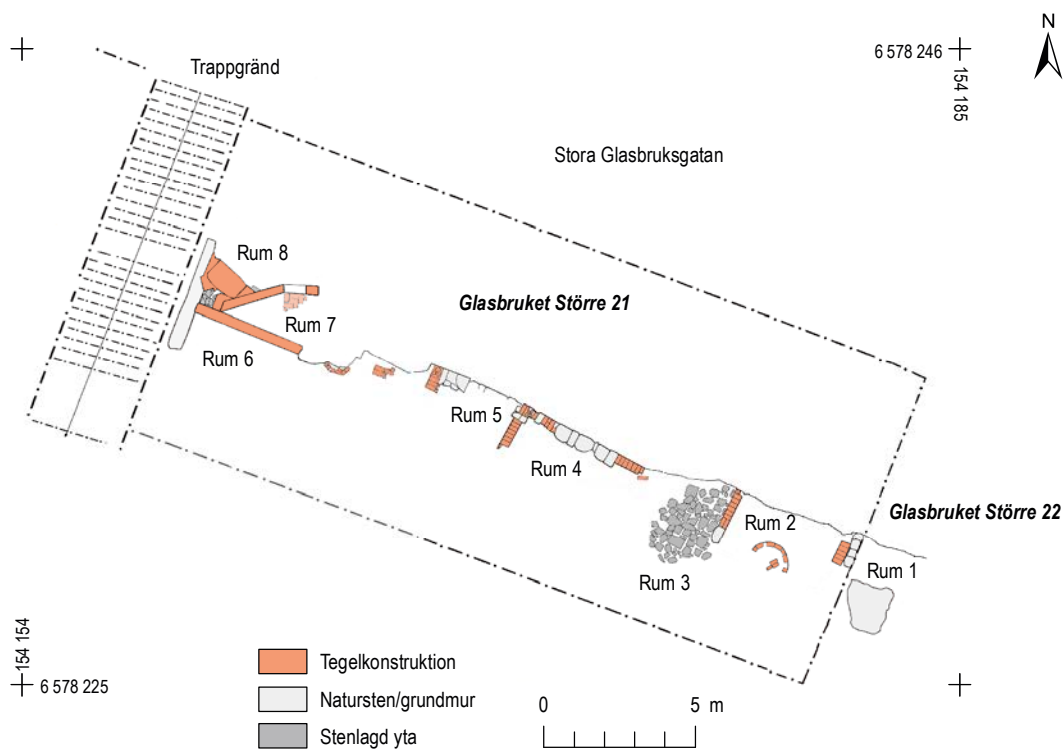 N
6 578 246
154 185
Trappgränd
Stora Glasbruksgatan
Rum 8
Glasbruket Större 21
Rum 7
Rum 6
Rum 5
Rum 4
Glasbruket Större 22
Rum 2
Rum 3
Rum 1
154 154
6 578 225
Tegelkonstruktion
Natursten/grundmur
Stenlagd yta
0 5 m